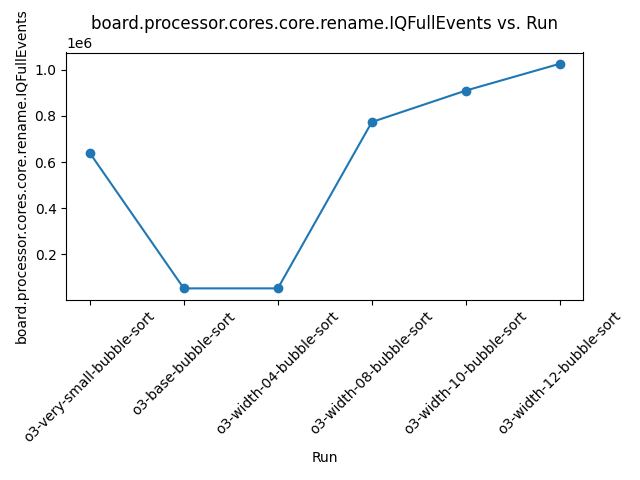 board.processor.cores.core.rename.IQFullEvents vs. Run
board.processor.cores.core.rename.IQFullEvents
1e6
1.0
0.8
0.6
0.4
0.2
o3-very-small-bubble-sort
o3-base-bubble-sort
o3-width-04-bubble-sort
o3-width-08-bubble-sort
o3-width-10-bubble-sort
o3-width-12-bubble-sort
Run